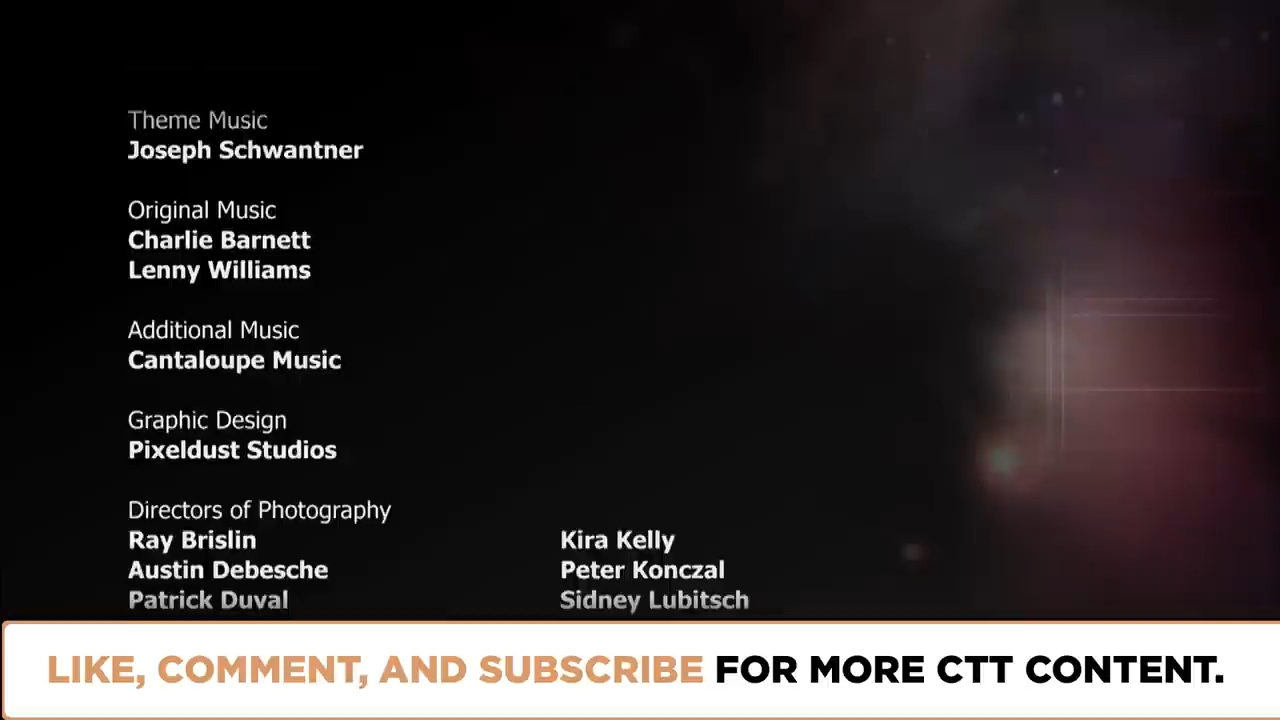 Theme Music
Joseph Schwantner
Original Music
Charlie Barnett
Lenny Williams
Additional Music
Cantaloupe Music
Graphic Design
Pixeldust Studios
Directors of Photography
Ray Brislin Kira Kelly
Austin Debesche Peter Konczal
Patrick Duval Sidney Lubitsch
LIKE, COMMENT, AND SUBSCRIBE FOR MORE CTT CONTENT.